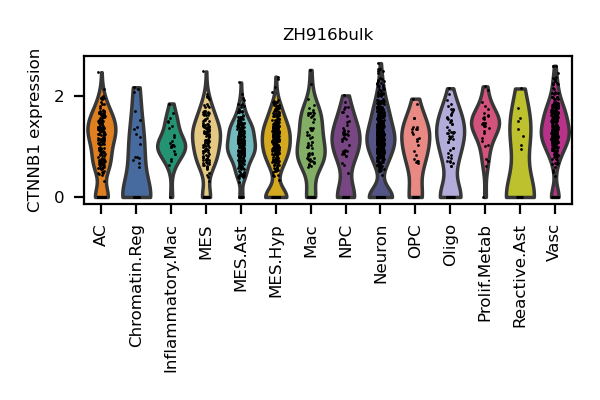 ZH916bulk
CTNNB1 expression
2
0
AC
Chromatin.Reg
Inflammatory.Mac
MES
MES.Ast
MES.Hyp
Mac
NPC
Neuron
OPC
Oligo
Prolif.Metab
Reactive.Ast
Vasc